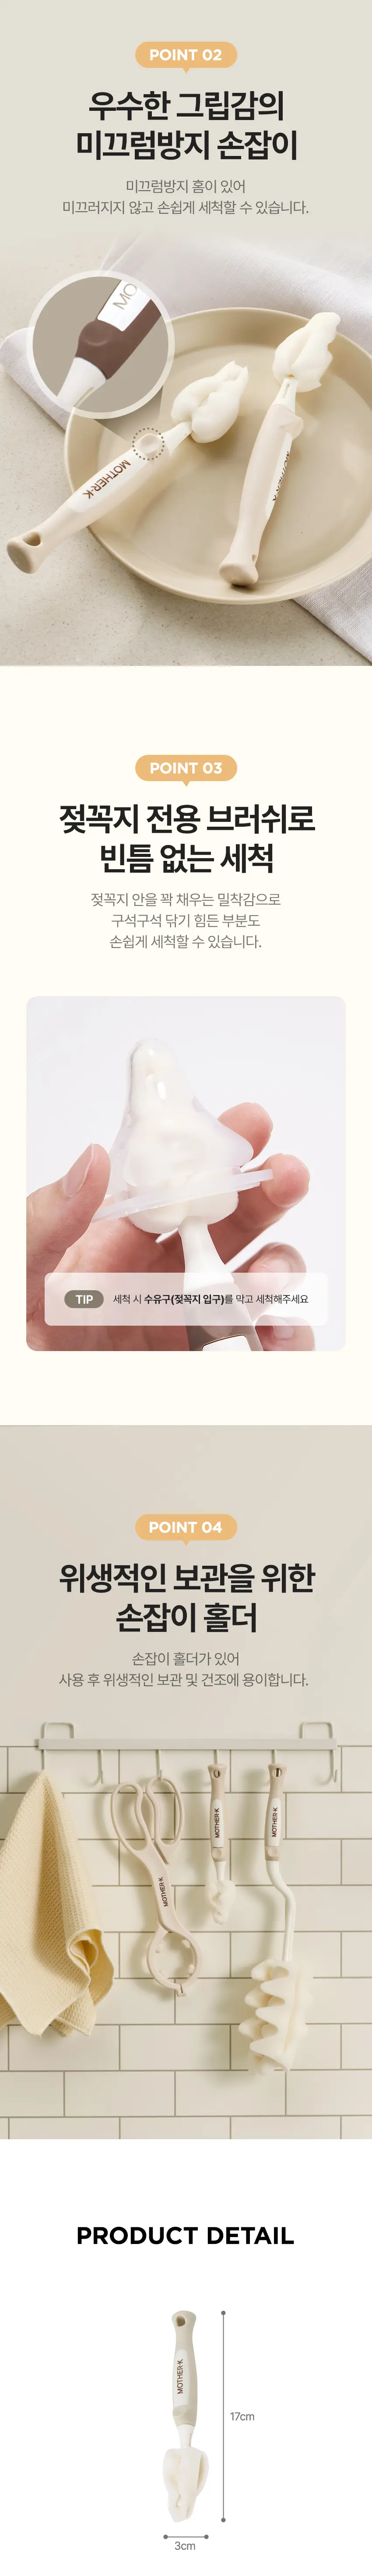 POINT 02
우수한 그립감의
미끄럼방지 손잡이
미끄럼방지 홈이 있어
미끄러지지 않고 손쉽게 세척할 수 있습니다.
MO
MOTHER-K
POINT 03
젖꼭지 전용 브러쉬로
빈틈 없는 세척
젖꼭지 안을 꽉 채우는 밀착감으로
구석구석 닦기 힘든 부분도
손쉽게 세척할 수 있습니다.
TIP 세척 시 수유구(젖꼭지 입구)를 막고 세척해주세요
POINT 04
위생적인 보관을 위한
손잡이 홀더
손잡이 홀더가 있어
사용 후 위생적인 보관 및 건조에 용이합니다.
MOTHER-K
MOTHER-K
MOTHER-K
PRODUCT DETAIL
MOTHER-K
17cm
3cm